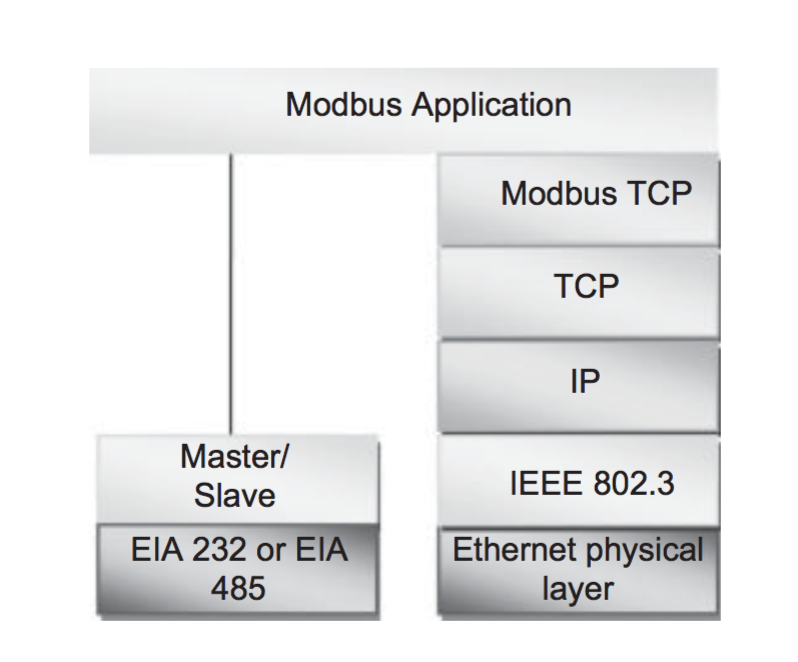 Modbus Application
Modbus TCP
TCP
IP
Master/
Slave
IEEE 802.3
EIA 232 or EIA
485
Ethernet physical
layer